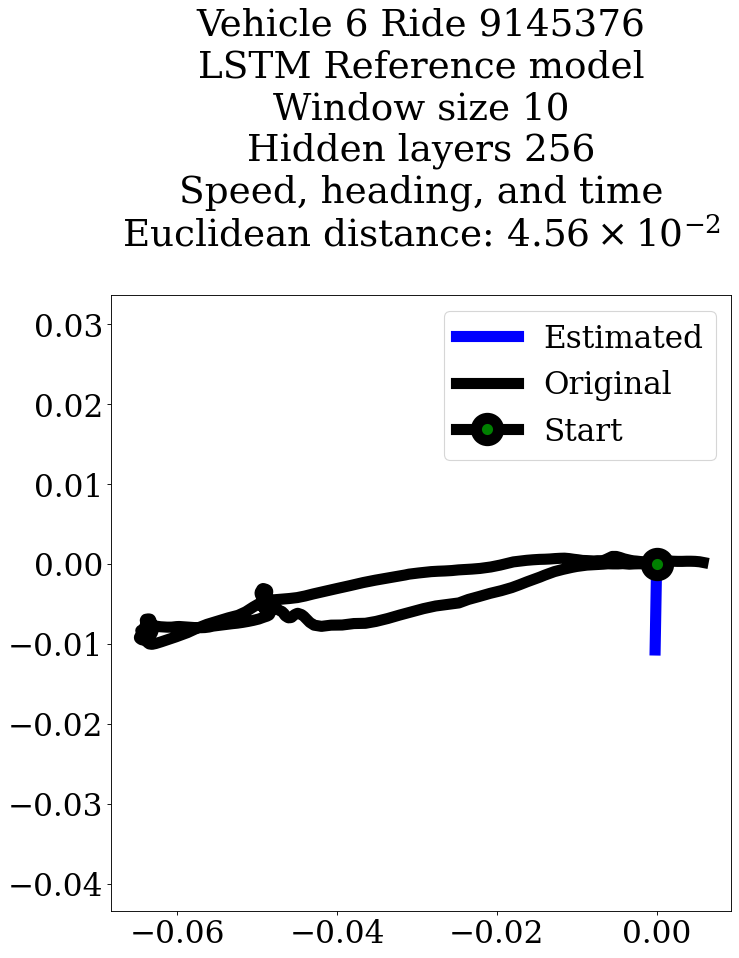 Vehicle 6 Ride 9145376
LSTM Reference model
Window size 10
Hidden layers 256
Speed, heading, and time
Euclidean distance: 4.56 × 10⁻²
Estimated
Original
Start
0.03
0.02
0.01
0.00
−0.01
−0.02
−0.03
−0.04
−0.06 −0.04 −0.02 0.00